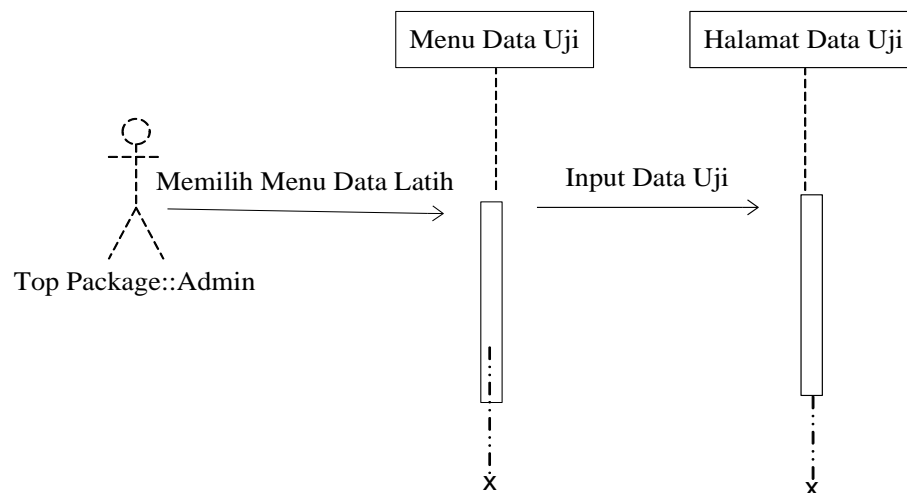 Menu Data Uji
Halamat Data Uji
Memilih Menu Data Latih
Input Data Uji
Top Package::Admin
X
X